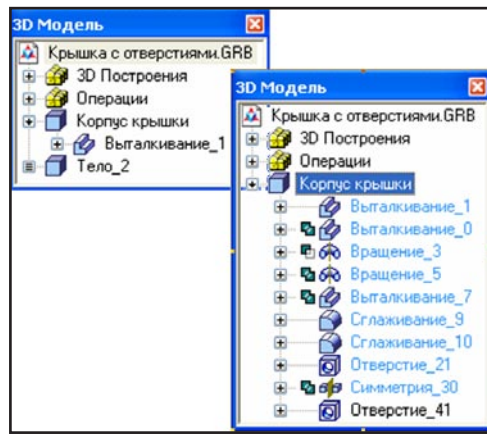 3D Модель
Крышка с отверстиями.GRB
3D Построения
Операции
Корпус крышки
Выталкивание_1
Тело_2
3D Модель
Крышка с отверстиями.GRB
3D Построения
Операции
Корпус крышки
Выталкивание_1
Выталкивание_0
Вращение_3
Вращение_5
Выталкивание_7
Сглаживание_9
Сглаживание_10
Отверстие_21
Симметрия_30
Отверстие_41